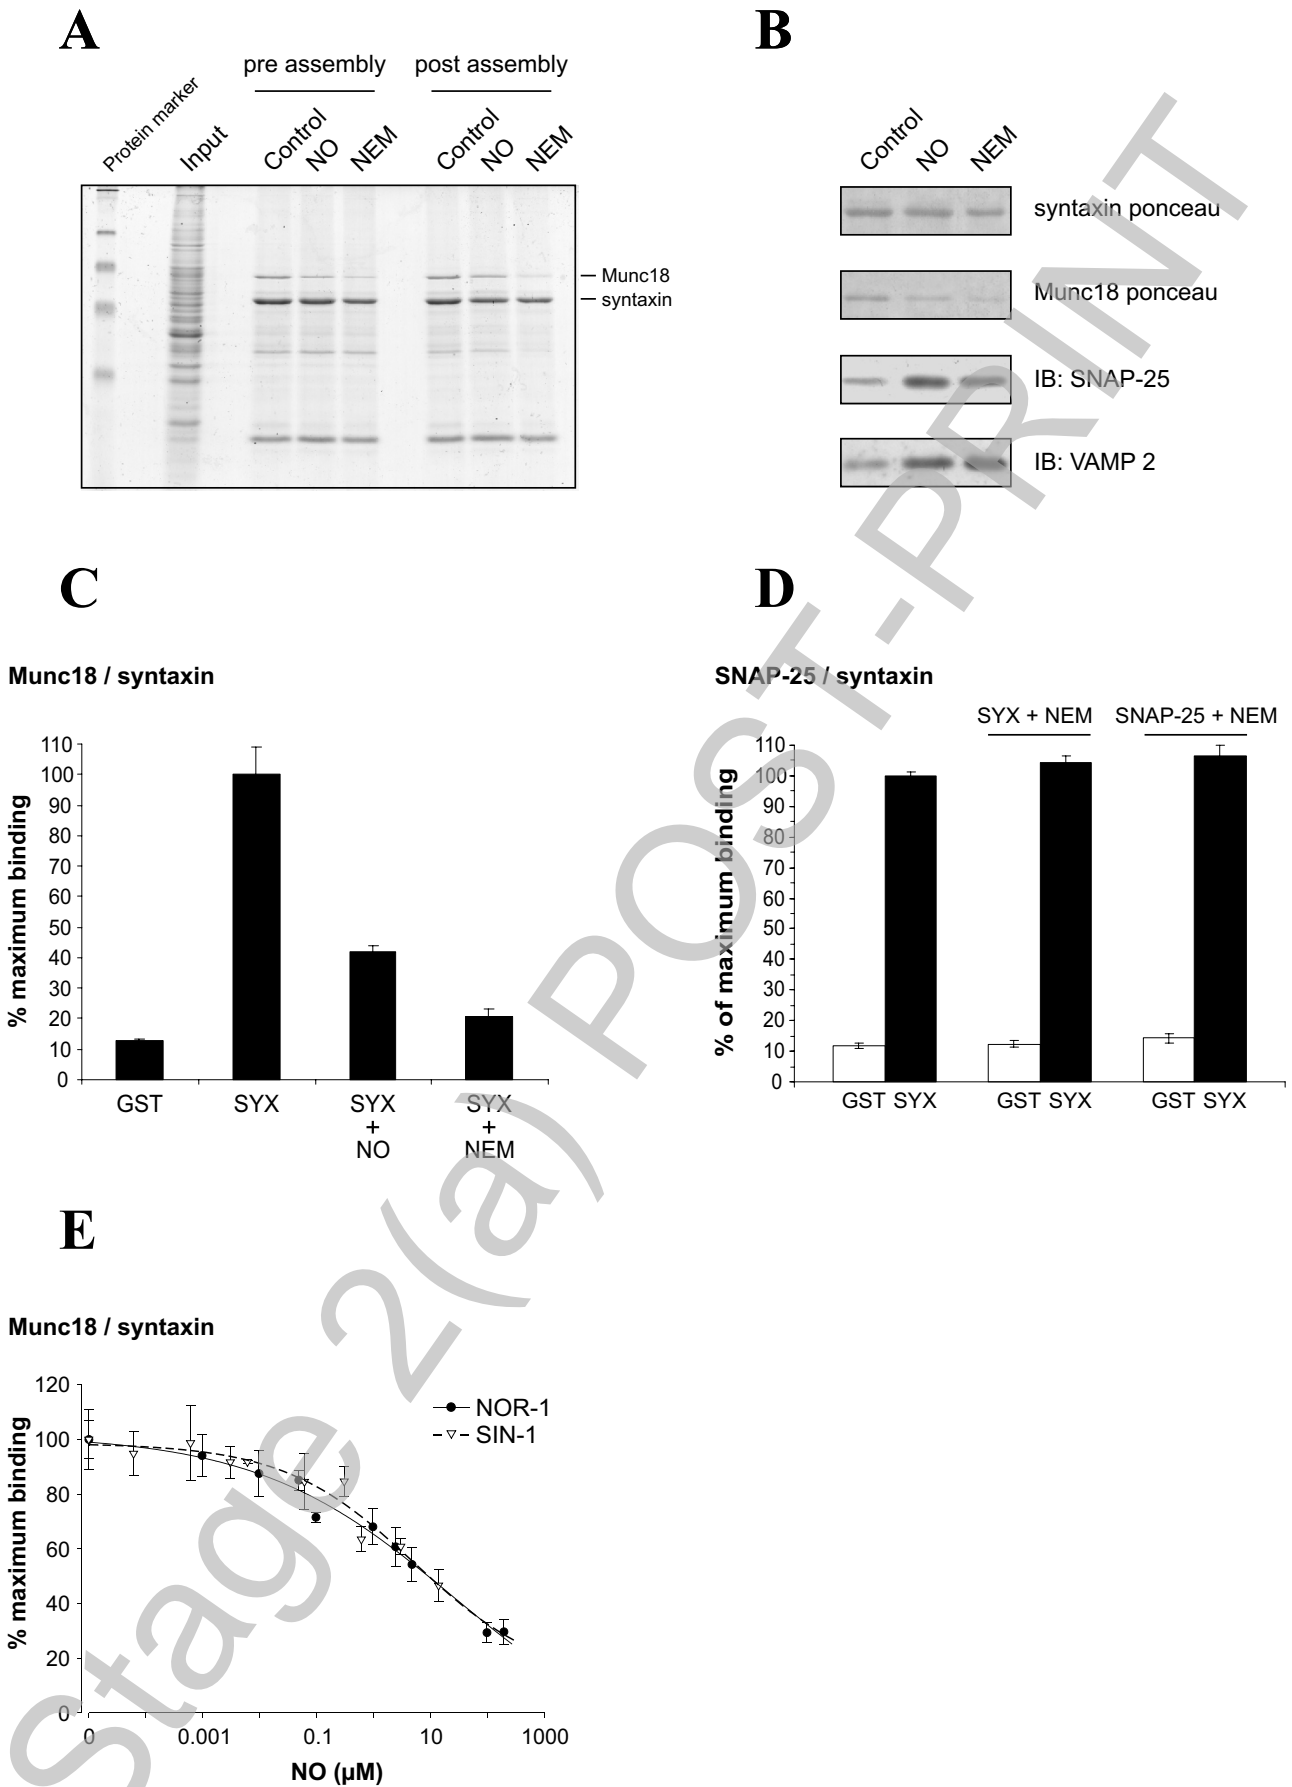 A
pre assembly
post assembly
Protein marker
Input
Control
NO
NEM
Control
NO
NEM
Munc18
syntaxin
B
Control
NO
NEM
syntaxin ponceau
Munc18 ponceau
IB: SNAP-25
IB: VAMP 2
C
Munc18 / syntaxin
% maximum binding
110
100
90
80
70
60
50
40
30
20
10
0
GST
SYX
SYX
+
NO
SYX
+
NEM
D
SNAP-25 / syntaxin
SYX + NEM
SNAP-25 + NEM
% of maximum binding
110
100
90
80
70
60
50
40
30
20
10
0
GST SYX
GST SYX
GST SYX
E
Munc18 / syntaxin
% maximum binding
120
100
80
60
40
20
0
NOR-1
SIN-1
0
0.001
0.1
10
1000
NO (µM)
Stage 2(a) POST-PRINT